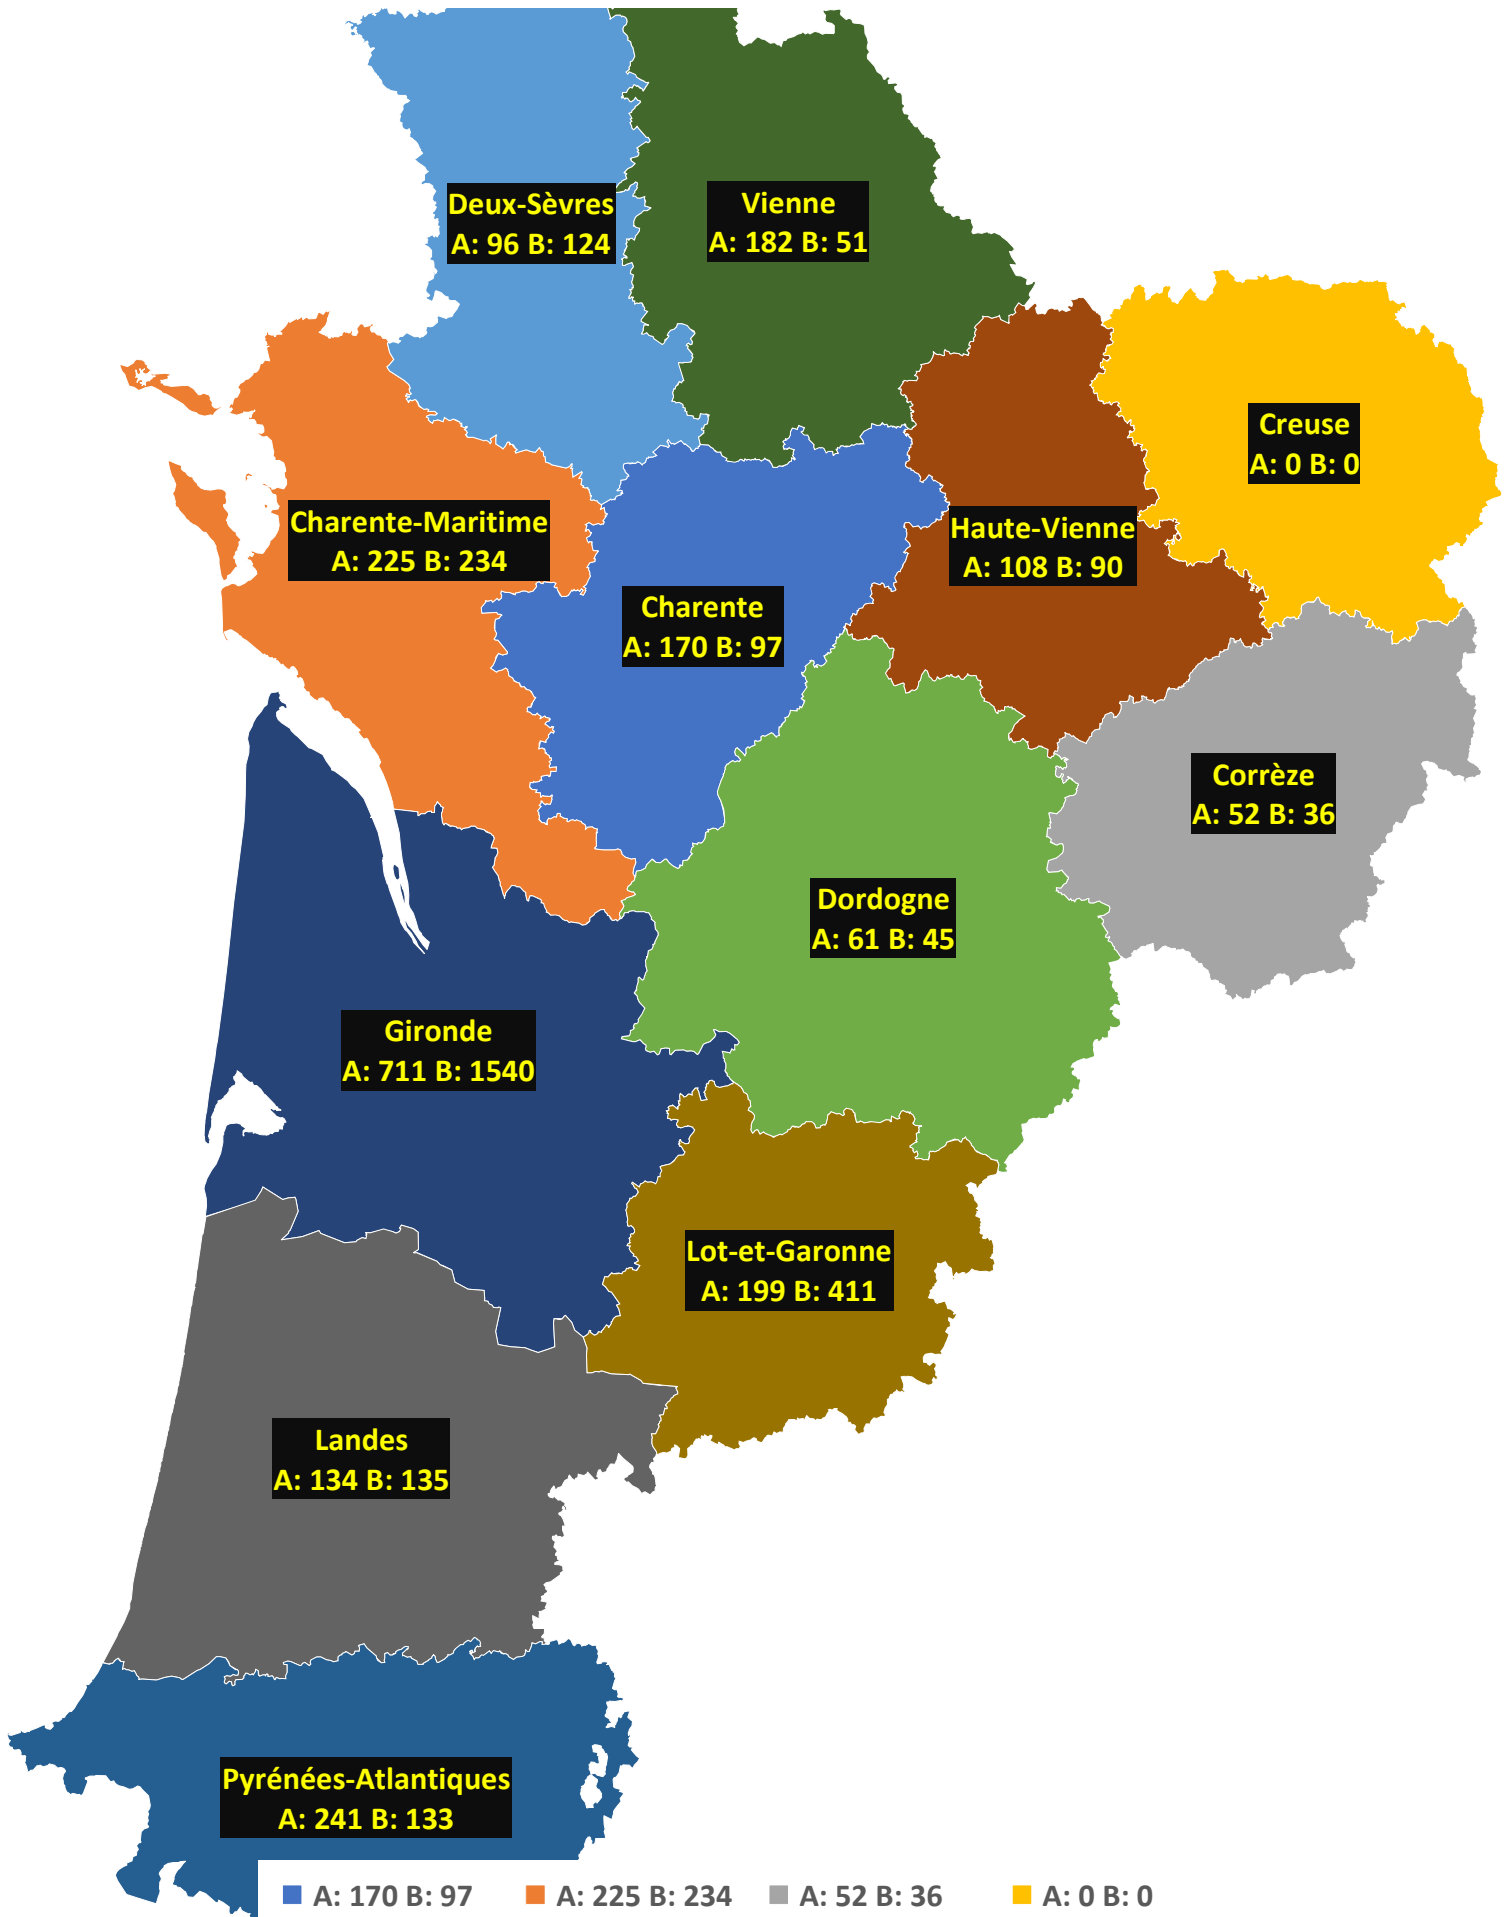 Deux-Sèvres
A: 96 B: 124
Vienne
A: 182 B: 51
Creuse
A: 0 B: 0
Charente-Maritime
A: 225 B: 234
Haute-Vienne
A: 108 B: 90
Charente
A: 170 B: 97
Corrèze
A: 52 B: 36
Dordogne
A: 61 B: 45
Gironde
A: 711 B: 1540
Lot-et-Garonne
A: 199 B: 411
Landes
A: 134 B: 135
Pyrénées-Atlantiques
A: 241 B: 133
A: 170 B: 97 A: 225 B: 234 A: 52 B: 36 A: 0 B: 0